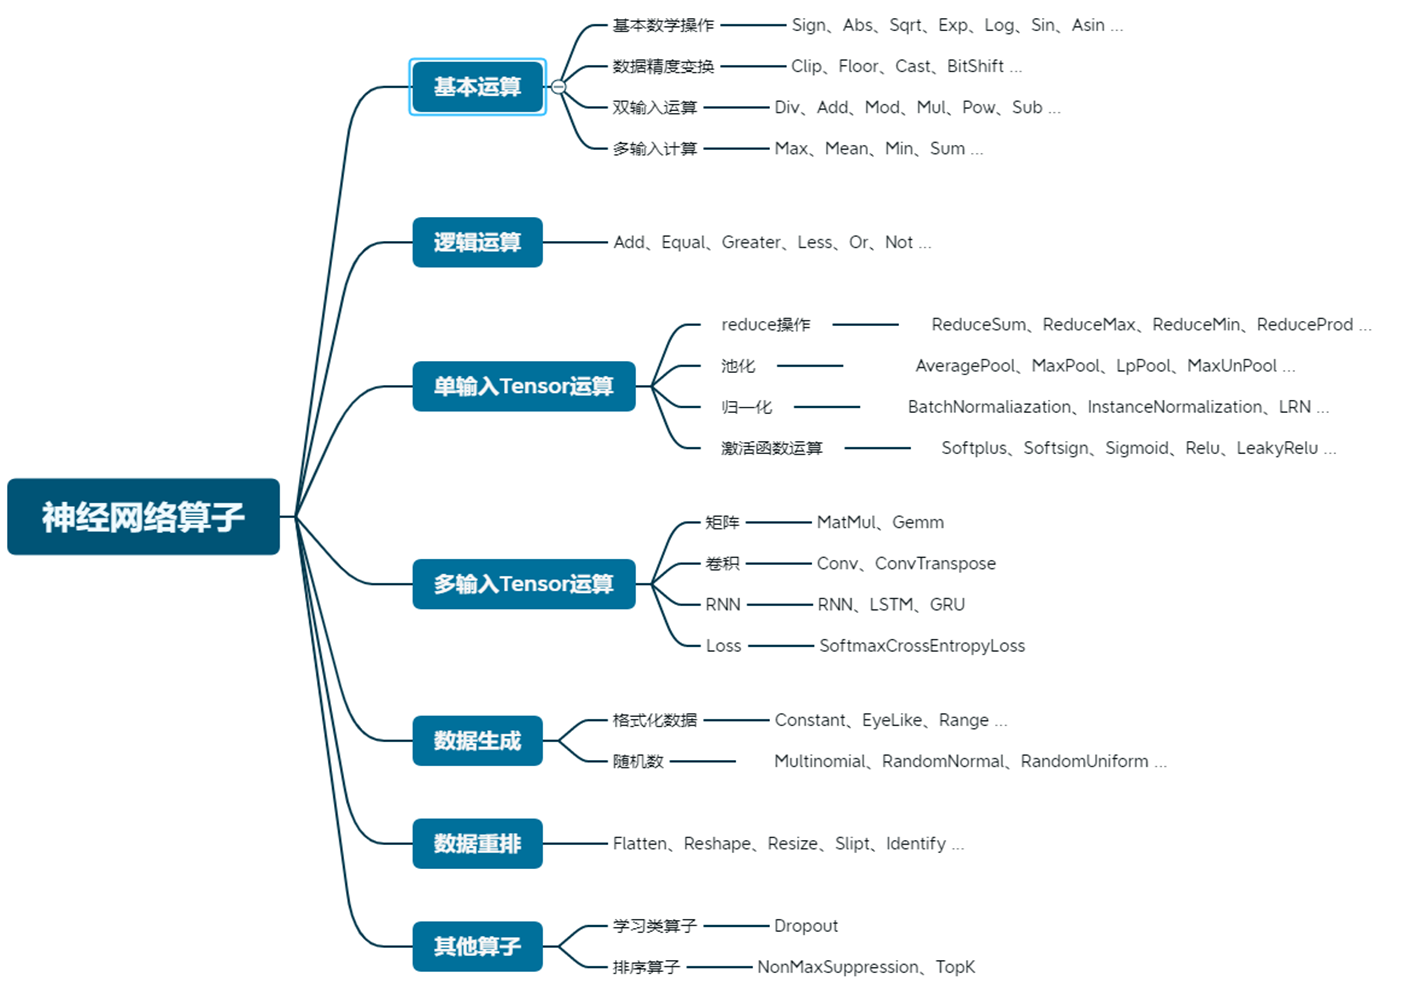 神经网络算子
基本运算
基本数学操作 Sign、Abs、Sqrt、Exp、Log、Sin、Asin ...
数据精度变换 Clip、Floor、Cast、BitShift ...
双输入运算 Div、Add、Mod、Mul、Pow、Sub ...
多输入计算 Max、Mean、Min、Sum ...
逻辑运算 Add、Equal、Greater、Less、Or、Not ...
单输入Tensor运算
reduce操作 ReduceSum、ReduceMax、ReduceMin、ReduceProd ...
池化 AveragePool、MaxPool、LpPool、MaxUnPool ...
归一化 BatchNormaliazation、InstanceNormalization、LRN ...
激活函数运算 Softplus、Softsign、Sigmoid、Relu、LeakyRelu ...
多输入Tensor运算
矩阵 MatMul、Gemm
卷积 Conv、ConvTranspose
RNN RNN、LSTM、GRU
Loss SoftmaxCrossEntropyLoss
数据生成
格式化数据 Constant、EyeLike、Range ...
随机数 Multinomial、RandomNormal、RandomUniform ...
数据重排 Flatten、Reshape、Resize、Slipt、Identify ...
其他算子
学习类算子 Dropout
排序算子 NonMaxSuppression、TopK